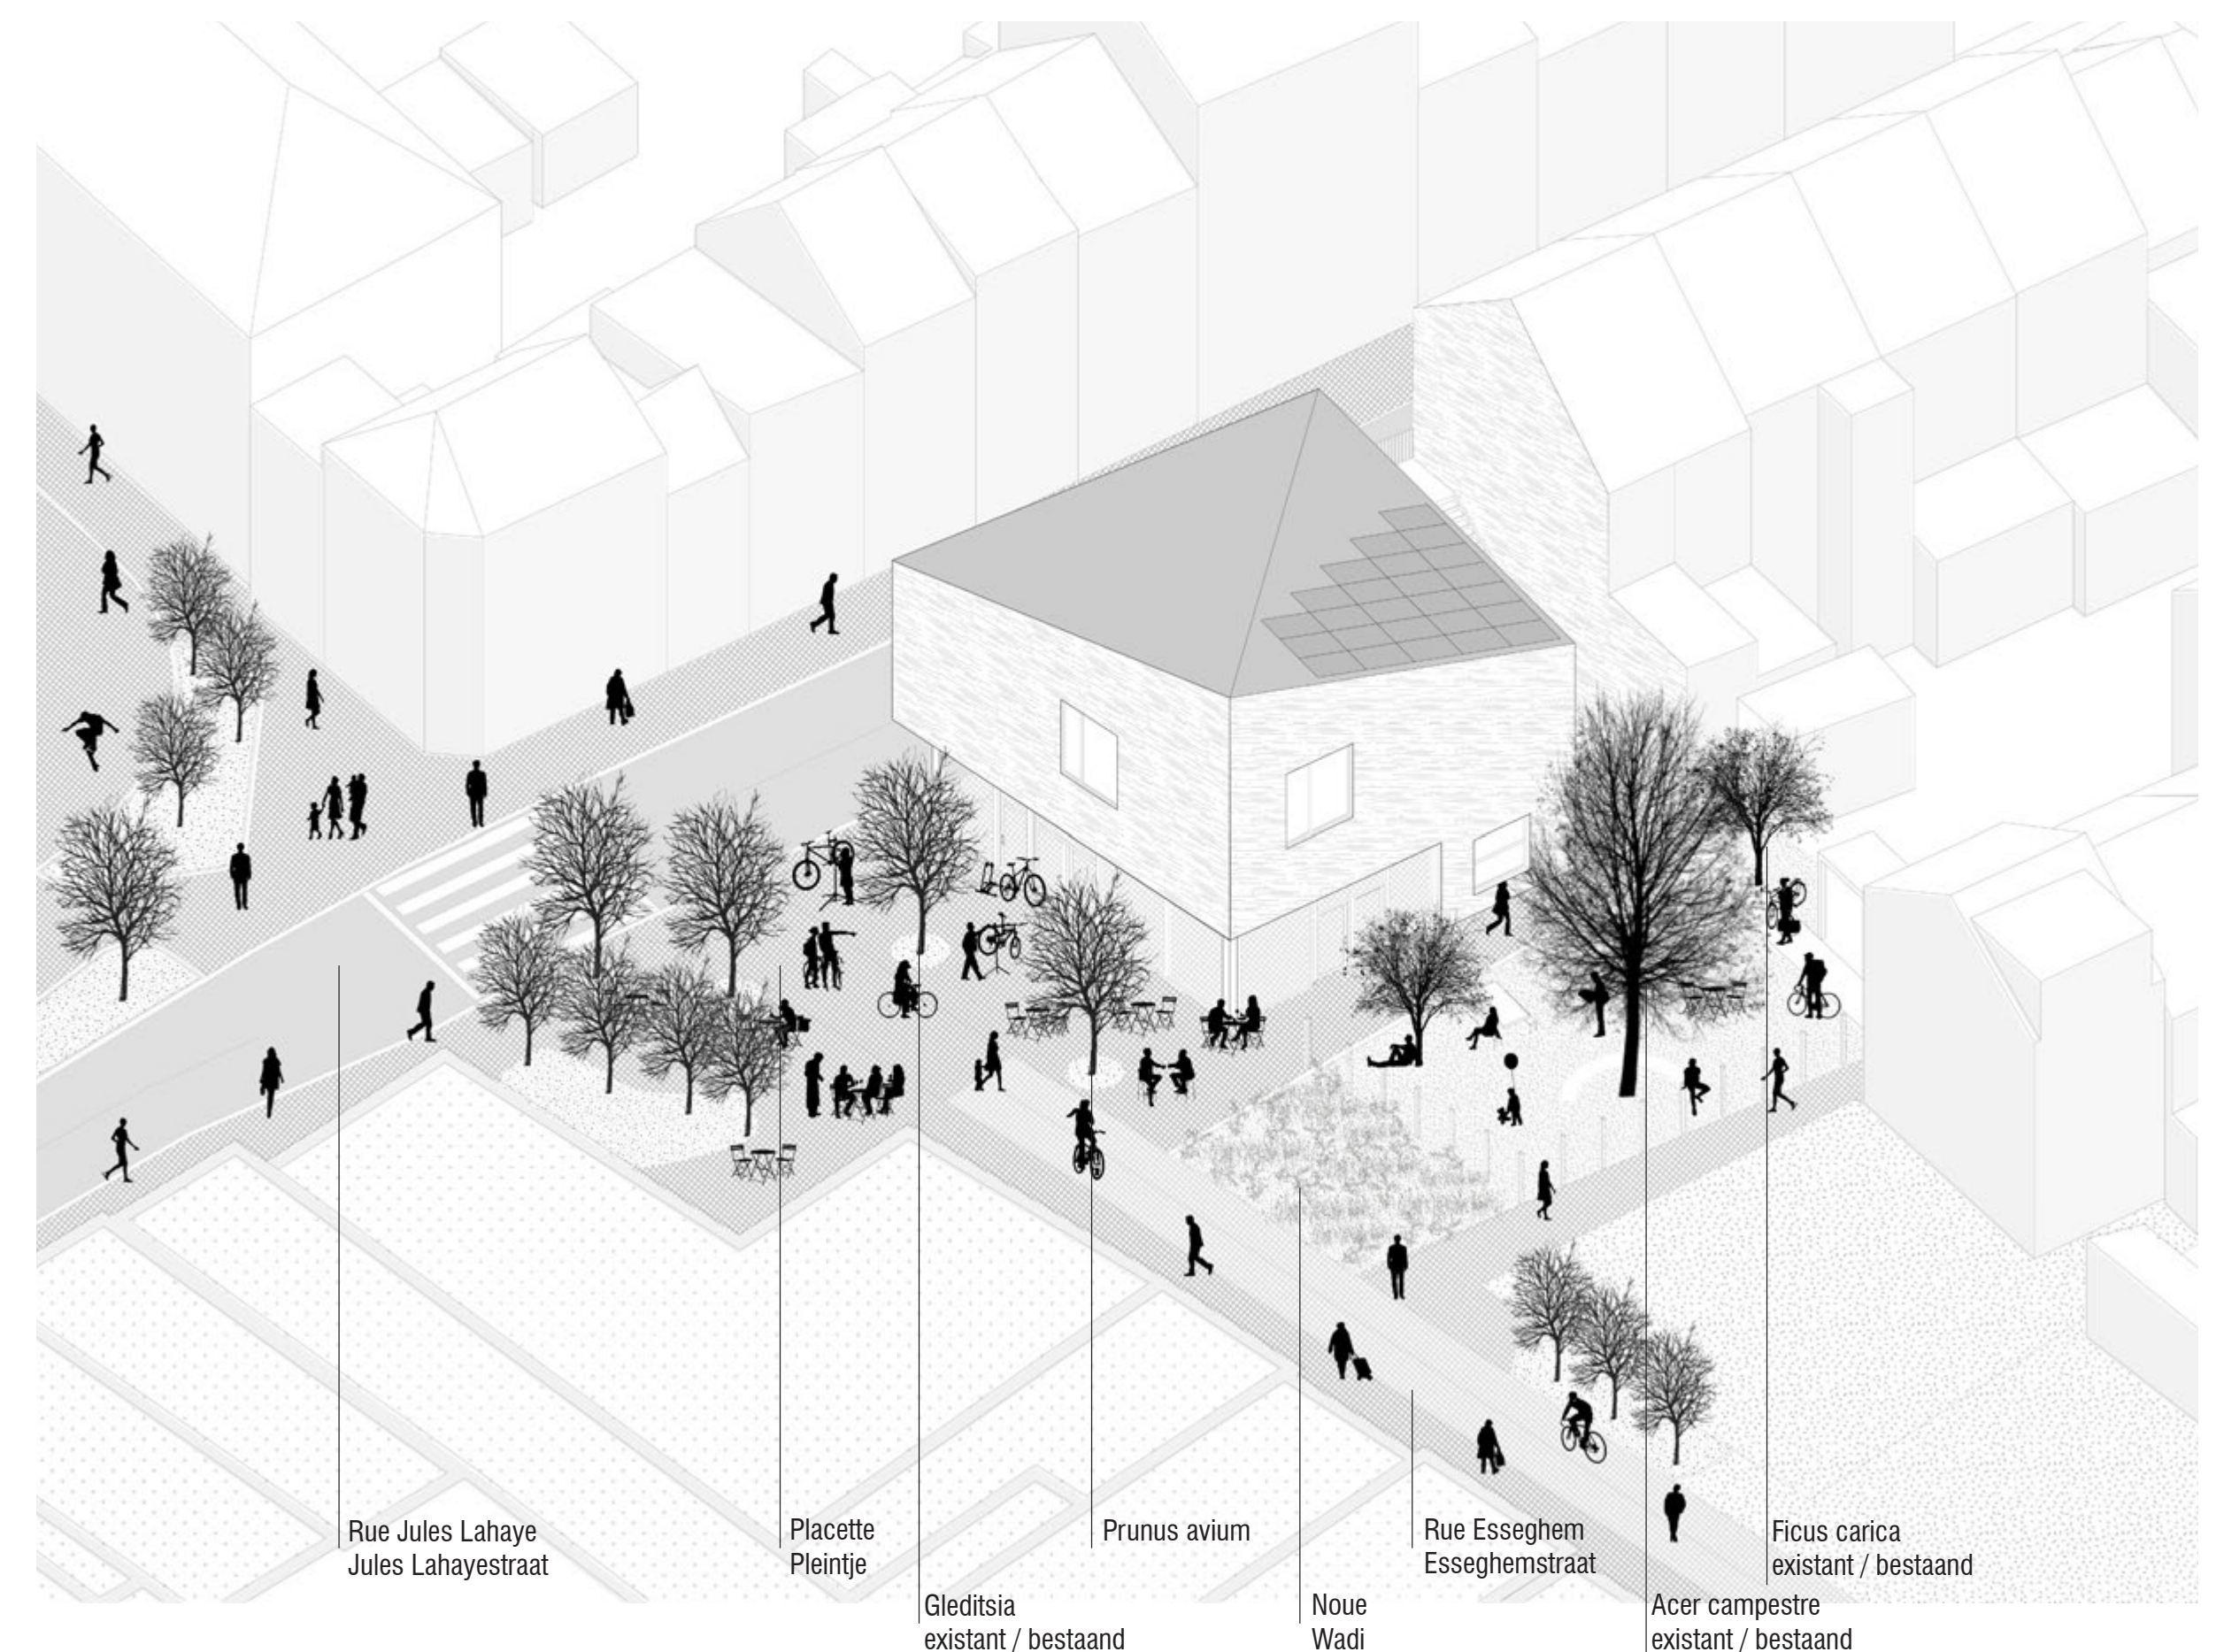 Rue Jules Lahaye
Jules Lahayestraat
Placette
Pleintje
Gleditsia
existant / bestaand
Prunus avium
Noue
Wadi
Rue Esseghem
Esseghemstraat
Acer campestre
existant / bestaand
Ficus carica
existant / bestaand